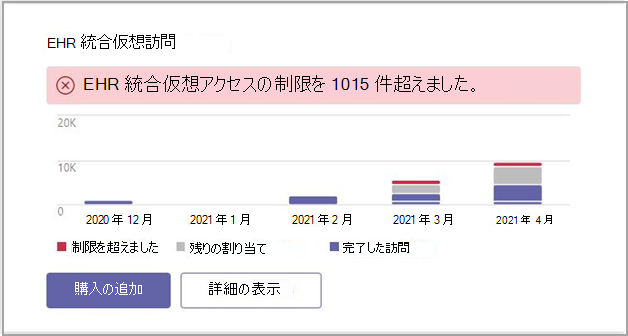 EHR 統合仮想訪問
EHR 統合仮想アクセスの制限を 1015 件超えました。
20K
10K
0
2020 年 12 月 2021 年 1 月 2021 年 2 月 2021 年 3 月 2021 年 4 月
制限を超えました 残りの割り当て 完了した訪問
購入の追加 詳細の表示